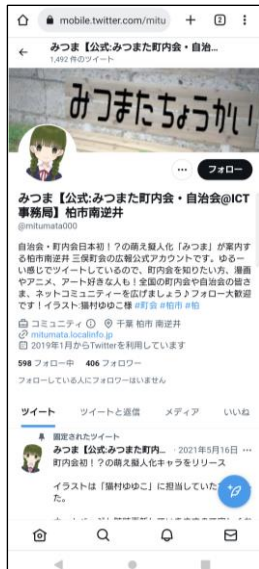 mobile.twitter.com/mitu
2
みつま【公式:みつまた町内会・自治...
1,492 件のツイート
みつまたちょうかい
フォロー
みつま【公式:みつまた町内会・自治会@ICT
事務局】柏市南逆井
@mitumata000
自治会・町内会日本初！？の萌え擬人化「みつま」が案内す
る柏市南逆井 三俣町会の広報公式アカウントです。ゆるー
い感じでツイートしているので、町内会を知りたい方、漫画
やアニメ、アート好きな人も！全国の町内会や自治会の皆さ
ま、ネットコミュニティーを広げましょう♪フォロー大歓迎
です！イラスト:猫村ゆゆこ様 #町会 #柏市 #柏
コミュニティ 千葉 柏市 南逆井
mitumata.localinfo.jp
2019年1月からTwitterを利用しています
598 フォロー中 406 フォロワー
フォローしている人にフォロワーはいません
ツイート ツイートと返信 メディア いいね
固定されたツイート
みつま【公式:みつまた町内... · 2021年5月16日
町内会初！？の萌え擬人化キャラをリリース
イラストは「猫村ゆゆこ」に担当していただ
た。